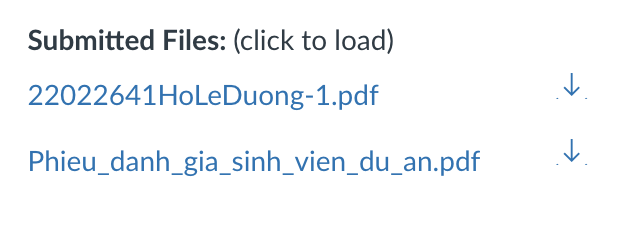 Submitted Files: (click to load)
22022641HoLeDuong-1.pdf
Phieu_danh_gia_sinh_vien_du_an.pdf